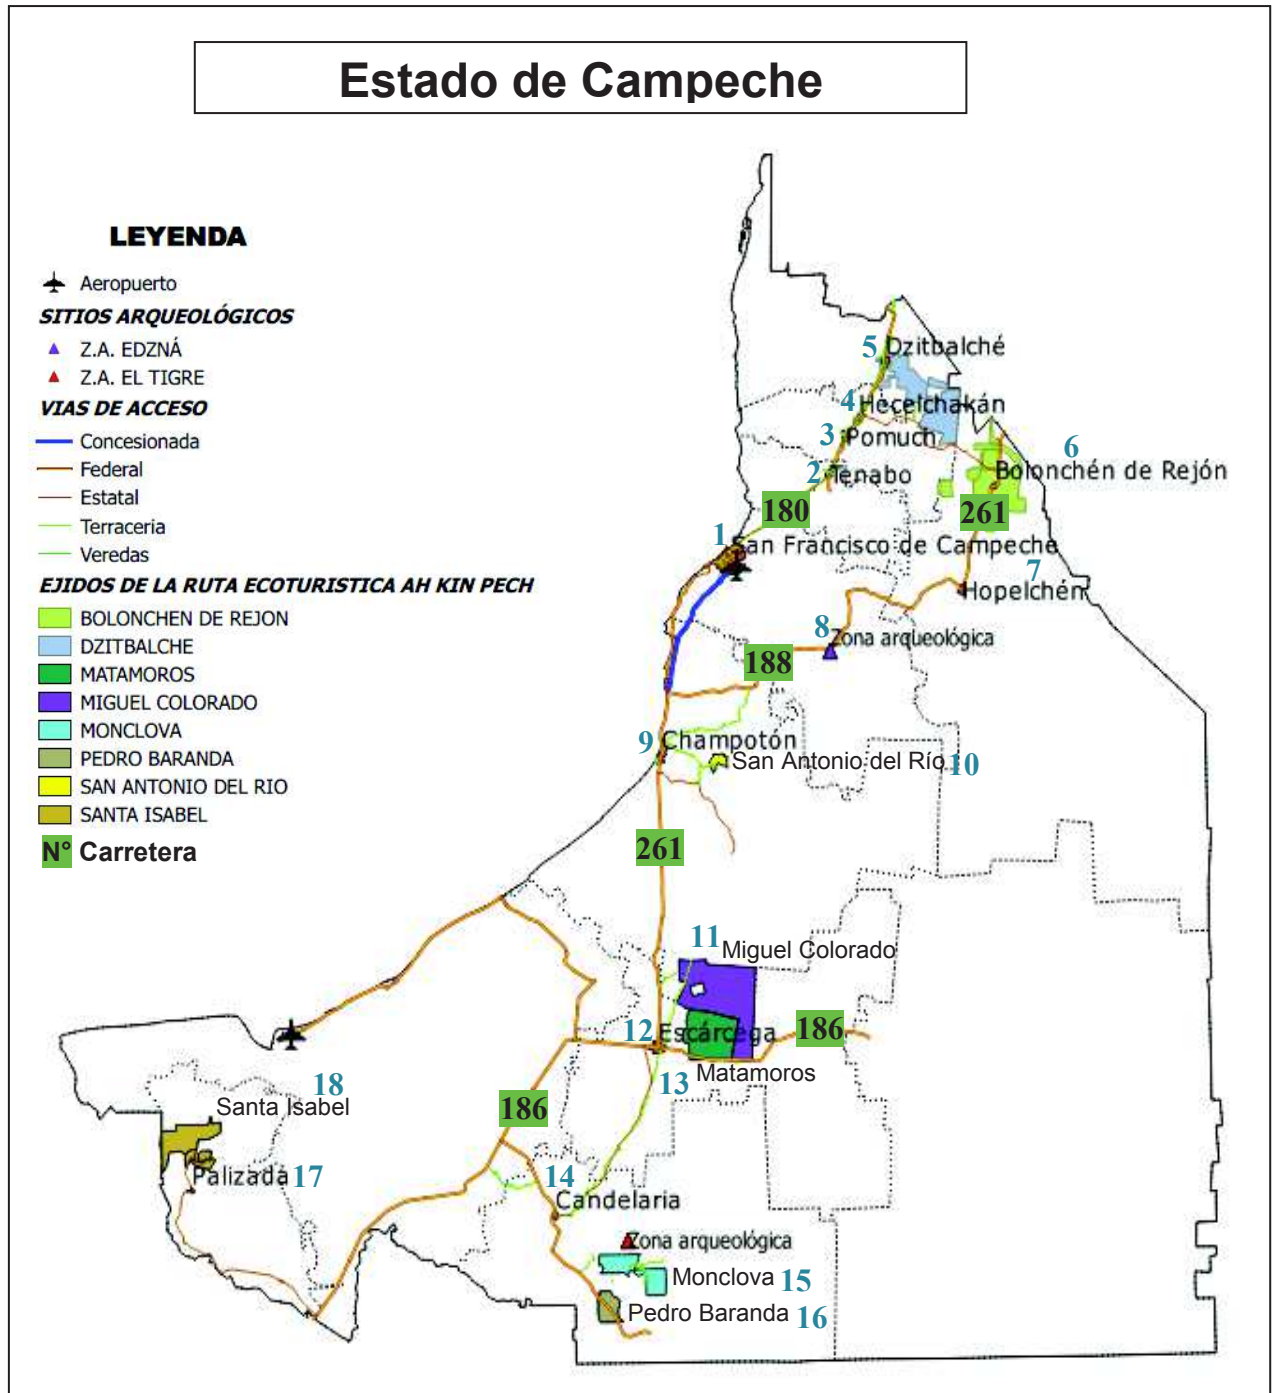 Estado de Campeche
LEYENDA
Aeropuerto
SITIOS ARQUEOLÓGICOS
Z.A. EDZNÁ
Z.A. EL TIGRE
VIAS DE ACCESO
Concesionada
Federal
Estatal
Terraceria
Veredas
EJIDOS DE LA RUTA ECOTURISTICA AH KIN PECH
BOLONCHEN DE REJON
DZITBALCHE
MATAMOROS
MIGUEL COLORADO
MONCLOVA
PEDRO BARANDA
SAN ANTONIO DEL RIO
SANTA ISABEL
N° Carretera
5 Dzitbalché
4 Hecelchakán
3 Pomuch
6
2 Tenabo
Bolonchén de Rejón
180
261
1 San Francisco de Campeche
7
Hopelchén
8 Zona arqueológica
188
9 Champotón
San Antonio del Río 10
261
11 Miguel Colorado
12 Escárcega
186
Matamoros
13
18
Santa Isabel
186
Palizada 17
14
Candelaria
Zona arqueológica
Monclova 15
Pedro Baranda 16